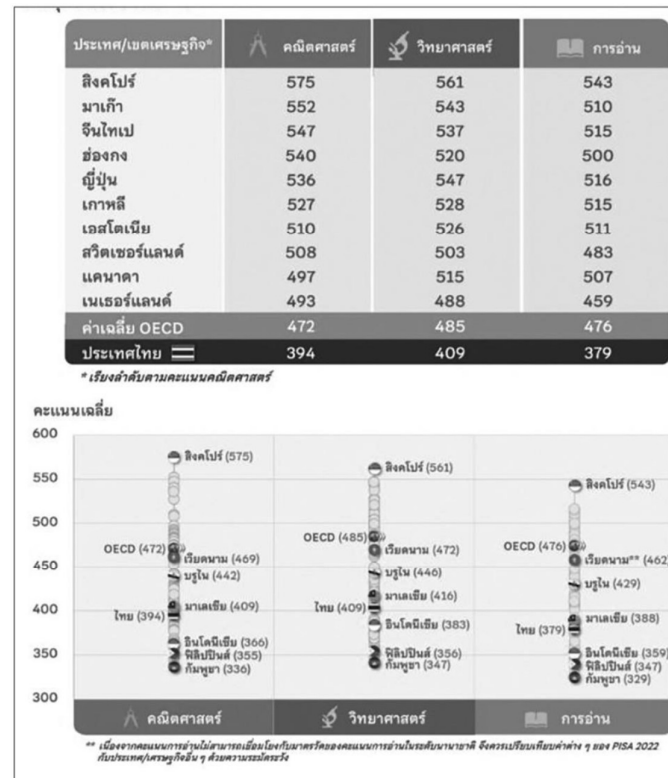 ประเทศ/เขตเศรษฐกิจ* คณิตศาสตร์ วิทยาศาสตร์ การอ่าน
สิงคโปร์ 575 561 543
มาเก๊า 552 543 510
จีนไทเป 547 537 515
ฮ่องกง 540 520 500
ญี่ปุ่น 536 547 516
เกาหลี 527 528 515
เอสโตเนีย 510 526 511
สวิตเซอร์แลนด์ 508 503 483
แคนาดา 497 515 507
เนเธอร์แลนด์ 493 488 459
ค่าเฉลี่ย OECD 472 485 476
ประเทศไทย 394 409 379
* เรียงลำดับตามคะแนนคณิตศาสตร์
คะแนนเฉลี่ย
600
550
500
450
400
350
300
สิงคโปร์ (575)
OECD (472)
เวียดนาม (469)
บรูไน (442)
มาเลเซีย (409)
ไทย (394)
อินโดนีเซีย (366)
ฟิลิปปินส์ (355)
กัมพูชา (336)
สิงคโปร์ (561)
OECD (485)
เวียดนาม (472)
บรูไน (446)
มาเลเซีย (416)
ไทย (409)
อินโดนีเซีย (383)
ฟิลิปปินส์ (356)
กัมพูชา (347)
สิงคโปร์ (543)
OECD (476)
เวียดนาม** (462)
บรูไน (429)
มาเลเซีย (388)
ไทย (379)
อินโดนีเซีย (359)
ฟิลิปปินส์ (347)
กัมพูชา (329)
คณิตศาสตร์ วิทยาศาสตร์ การอ่าน
** เนื่องจากคะแนนการอ่านไม่สามารถเชื่อมโยงกับมาตรวัดของคะแนนการอ่านในระดับนานาชาติ จึงควรเปรียบเทียบค่าต่าง ๆ ของ PISA 2022
กับประเทศ/เศรษฐกิจอื่น ๆ ด้วยความระมัดระวัง